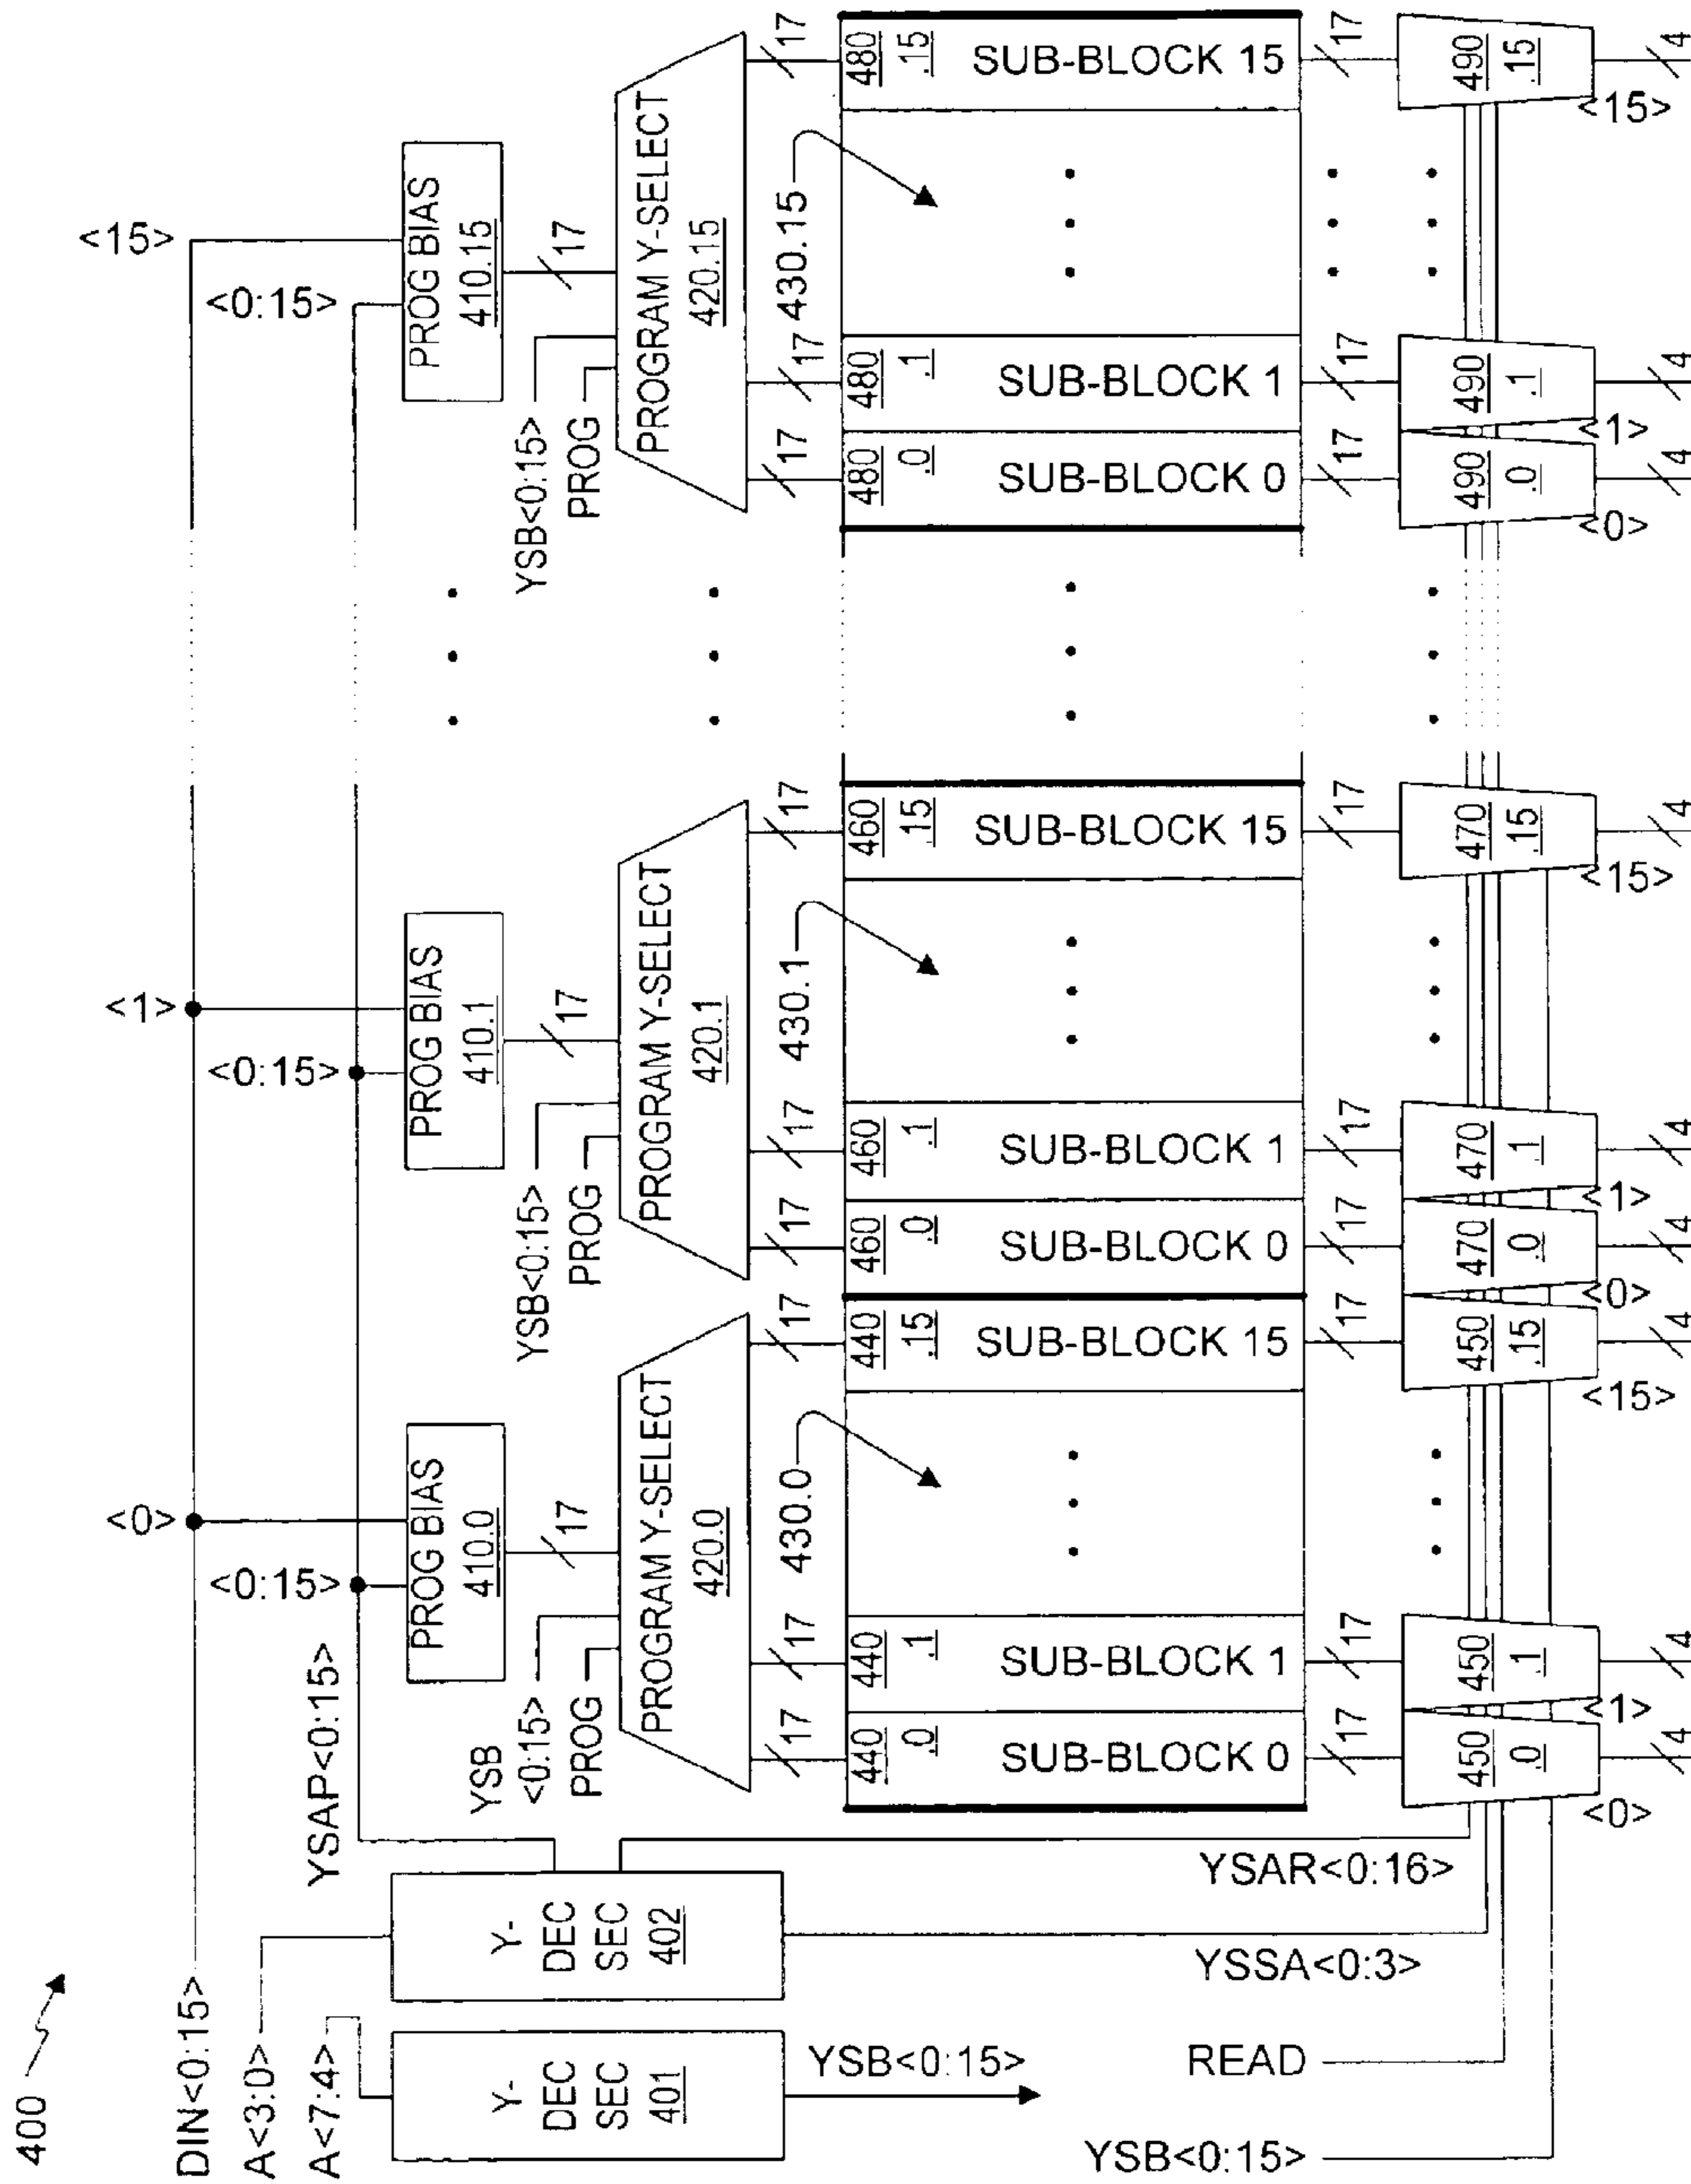 400
DIN<0:15>
A<3:0>
A<7:4>
Y-
DEC
SEC
401
YSB<0:15>
Y-
DEC
SEC
402
YSAP<0:15>
YSAR<0:16>
YSSA<0:3>
READ
YSB<0:15>
<0>
<0:15>
PROG BIAS
410.0
17
YSB
<0:15>
PROG
PROGRAM Y-SELECT
420.0
17
17
17
430.0
440
.0
SUB-BLOCK 0
440
.1
SUB-BLOCK 1
440
.15
SUB-BLOCK 15
17
17
17
450
.0
450
.1
450
.15
<0>
<1>
<15>
4
4
4
<1>
<0:15>
PROG BIAS
410.1
17
YSB<0:15>
PROG
PROGRAM Y-SELECT
420.1
17
17
17
430.1
460
.0
SUB-BLOCK 0
460
.1
SUB-BLOCK 1
460
.15
SUB-BLOCK 15
17
17
17
470
.0
470
.1
470
.15
<0>
<1>
<15>
4
4
4
<15>
<0:15>
PROG BIAS
410.15
17
YSB<0:15>
PROG
PROGRAM Y-SELECT
420.15
17
17
17
430.15
480
.0
SUB-BLOCK 0
480
.1
SUB-BLOCK 1
480
.15
SUB-BLOCK 15
17
17
17
490
.0
490
.1
490
.15
<0>
<1>
<15>
4
4
4